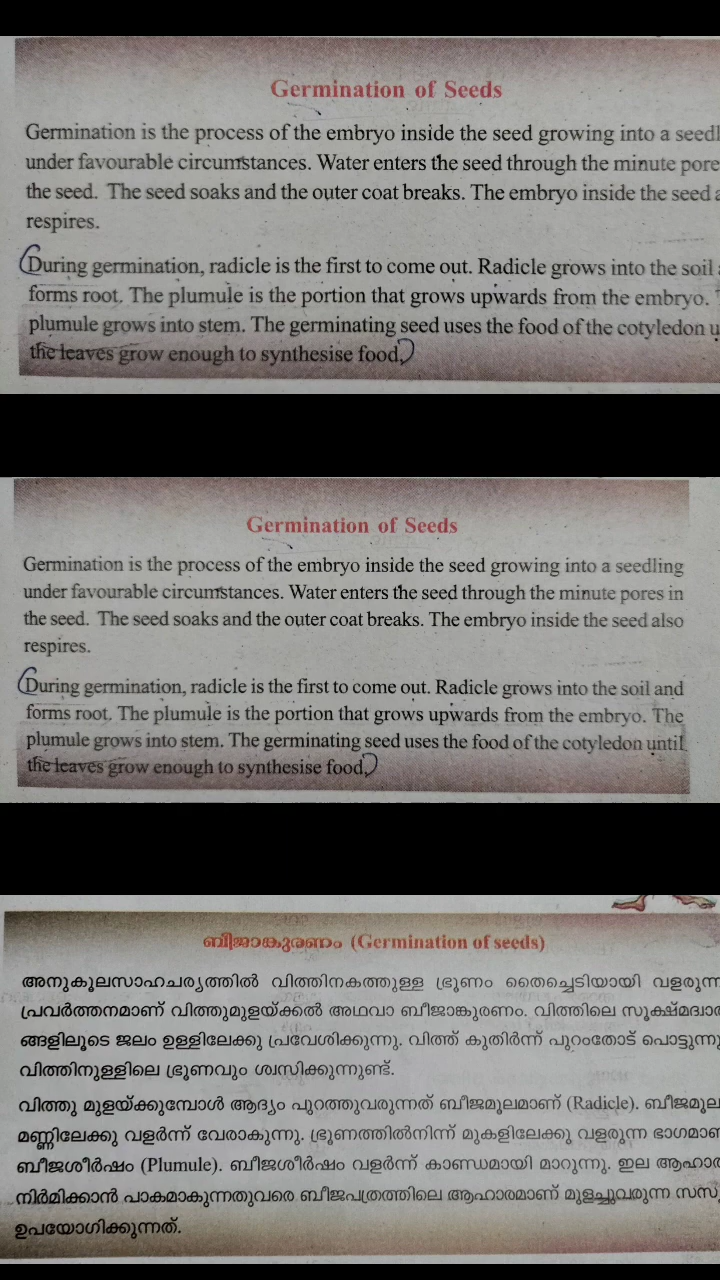 Germination of Seeds
Germination is the process of the embryo inside the seed growing into a seedl
under favourable circumstances. Water enters the seed through the minute pore
the seed. The seed soaks and the outer coat breaks. The embryo inside the seed a
respires.
During germination, radicle is the first to come out. Radicle grows into the soil
forms root. The plumule is the portion that grows upwards from the embryo.
plumule grows into stem. The germinating seed uses the food of the cotyledon u
the leaves grow enough to synthesise food.
Germination of Seeds
Germination is the process of the embryo inside the seed growing into a seedling
under favourable circumstances. Water enters the seed through the minute pores in
the seed. The seed soaks and the outer coat breaks. The embryo inside the seed also
respires.
During germination, radicle is the first to come out. Radicle grows into the soil and
forms root. The plumule is the portion that grows upwards from the embryo. The
plumule grows into stem. The germinating seed uses the food of the cotyledon until
the leaves grow enough to synthesise food.
ബീജാങ്കുരണം (Germination of seeds)
അനുകൂലസാഹചര്യത്തിൽ വിത്തിനകത്തുള്ള ഭ്രൂണം തൈച്ചെടിയായി വളരുന്ന
പ്രവർത്തനമാണ് വിത്തുമുളയ്ക്കൽ അഥവാ ബീജാങ്കുരണം. വിത്തിലെ സൂക്ഷ്മദ്വാര
ങ്ങളിലൂടെ ജലം ഉള്ളിലേക്കു പ്രവേശിക്കുന്നു. വിത്ത് കുതിർന്ന് പുറംതോട് പൊട്ടുന്നു
വിത്തിനുള്ളിലെ ഭ്രൂണവും ശ്വസിക്കുന്നുണ്ട്.
വിത്തു മുളയ്ക്കുമ്പോൾ ആദ്യം പുറത്തുവരുന്നത് ബീജമൂലമാണ് (Radicle). ബീജമൂല
മണ്ണിലേക്കു വളർന്ന് വേരാകുന്നു. ഭ്രൂണത്തിൽനിന്ന് മുകളിലേക്കു വളരുന്ന ഭാഗമാണ
ബീജശീർഷം (Plumule). ബീജശീർഷം വളർന്ന് കാണ്ഡമായി മാറുന്നു. ഇല ആഹാര
നിർമിക്കാൻ പാകമാകുന്നതുവരെ ബീജപത്രത്തിലെ ആഹാരമാണ് മുളച്ചുവരുന്ന സസ്യ
ഉപയോഗിക്കുന്നത്.